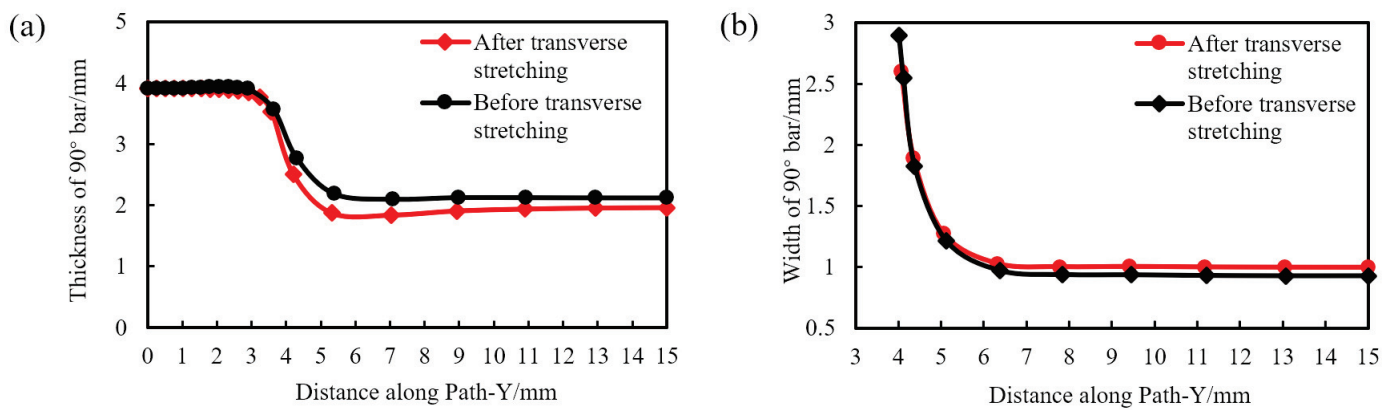 (a)
5
4
3
2
1
0
Thickness of 90° bar/mm
After transverse
stretching
Before transverse
stretching
0 1 2 3 4 5 6 7 8 9 10 11 12 13 14 15
Distance along Path-Y/mm
(b)
3
2.5
2
1.5
1
0.5
Width of 90° bar/mm
After transverse
stretching
Before transverse
stretching
3 4 5 6 7 8 9 10 11 12 13 14 15
Distance along Path-Y/mm